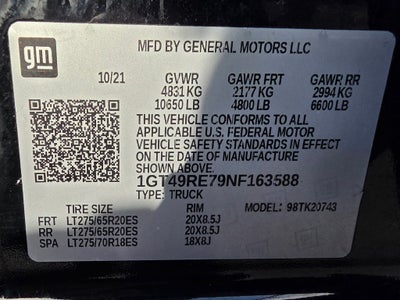 gm
MFD BY GENERAL MOTORS LLC
10/21 GVWR GAWR FRT GAWR RR
4831 KG 2177 KG 2994 KG
10650 LB 4800 LB 6600 LB
THIS VEHICLE CONFORMS TO ALL
APPLICABLE U.S. FEDERAL MOTOR
VEHICLE SAFETY STANDARDS IN EFFECT
ON THE DATE OF MANUFACTURE
SHOWN ABOVE.
1GT49RE79NF163588
TYPE: TRUCK
TIRE SIZE RIM MODEL: 98TK20743
FRT LT275/65R20ES 20X8.5J
RR LT275/65R20ES 20X8.5J
SPA LT275/70R18ES 18X8J